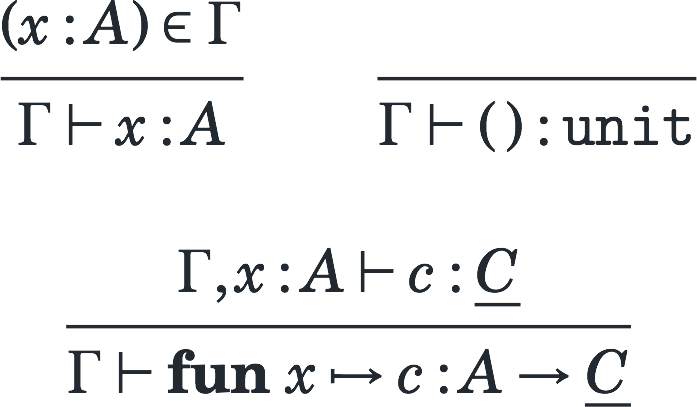 (x : A) ∈ Γ
Γ ⊢ x : A
Γ ⊢ () : unit
Γ, x : A ⊢ c : C̲
Γ ⊢ fun x ↦ c : A → C̲